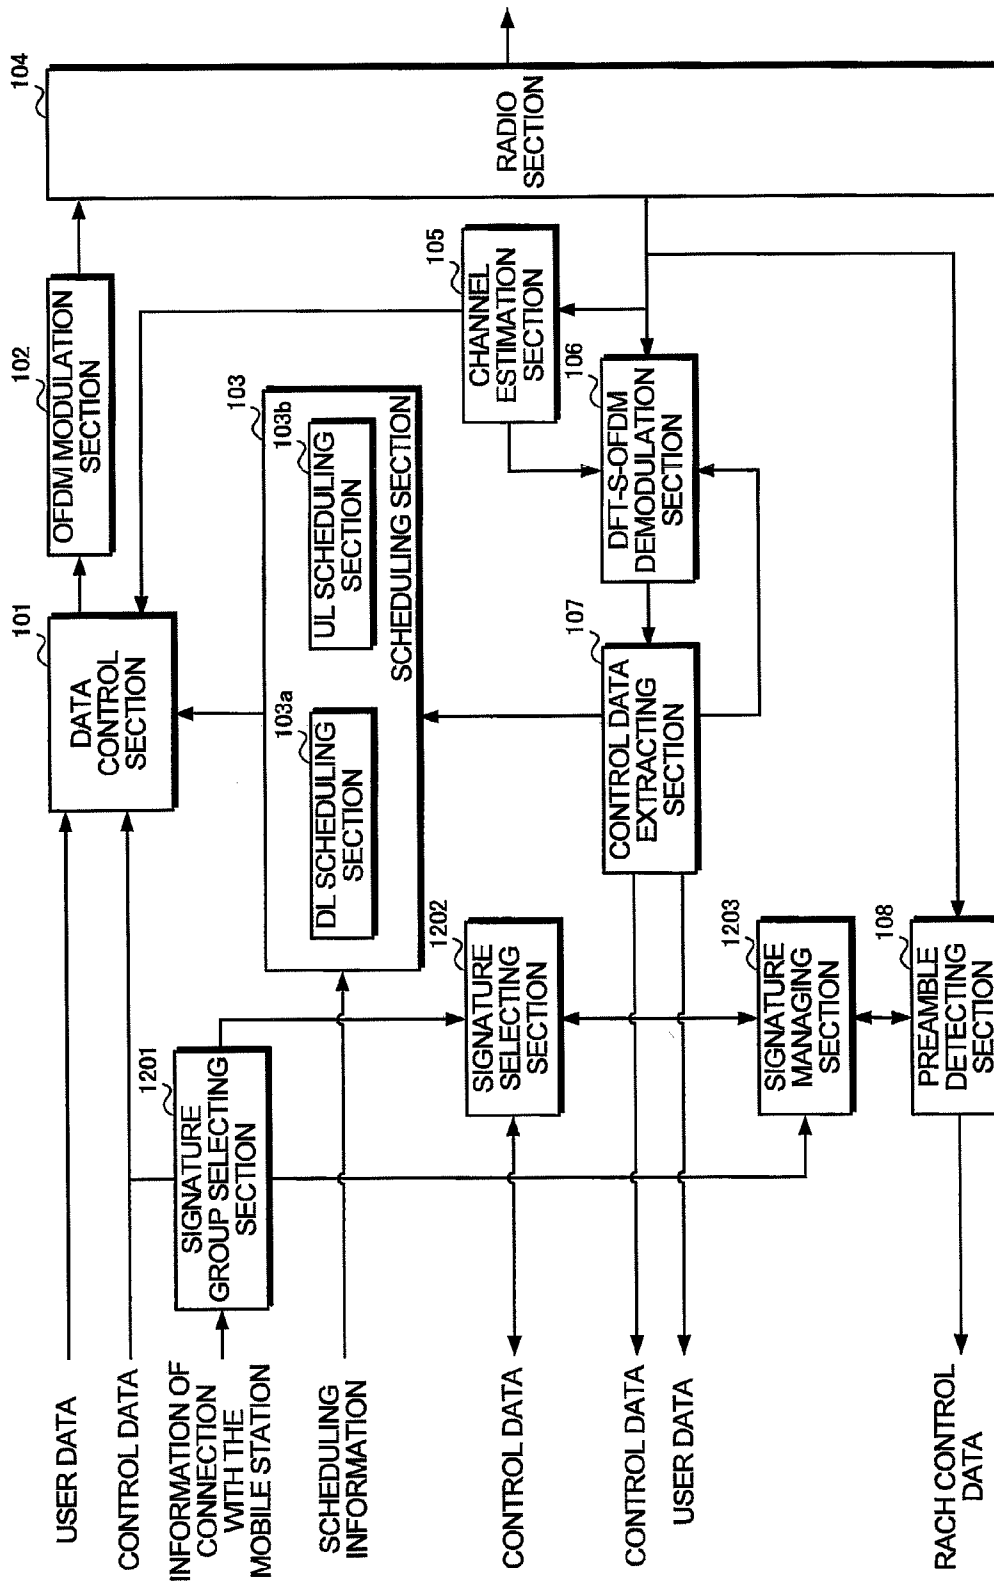 USER DATA
CONTROL DATA
INFORMATION OF
CONNECTION
WITH THE
MOBILE STATION
SCHEDULING
INFORMATION
CONTROL DATA
CONTROL DATA
USER DATA
RACH CONTROL
DATA
1201
SIGNATURE
GROUP SELECTING
SECTION
1202
SIGNATURE
SELECTING
SECTION
1203
SIGNATURE
MANAGING
SECTION
108
PREAMBLE
DETECTING
SECTION
101
DATA
CONTROL
SECTION
103
103a
DL SCHEDULING
SECTION
103b
UL SCHEDULING
SECTION
SCHEDULING SECTION
107
CONTROL DATA
EXTRACTING
SECTION
102
OFDM MODULATION
SECTION
105
CHANNEL
ESTIMATION
SECTION
106
DFT-S-OFDM
DEMODULATION
SECTION
104
RADIO
SECTION